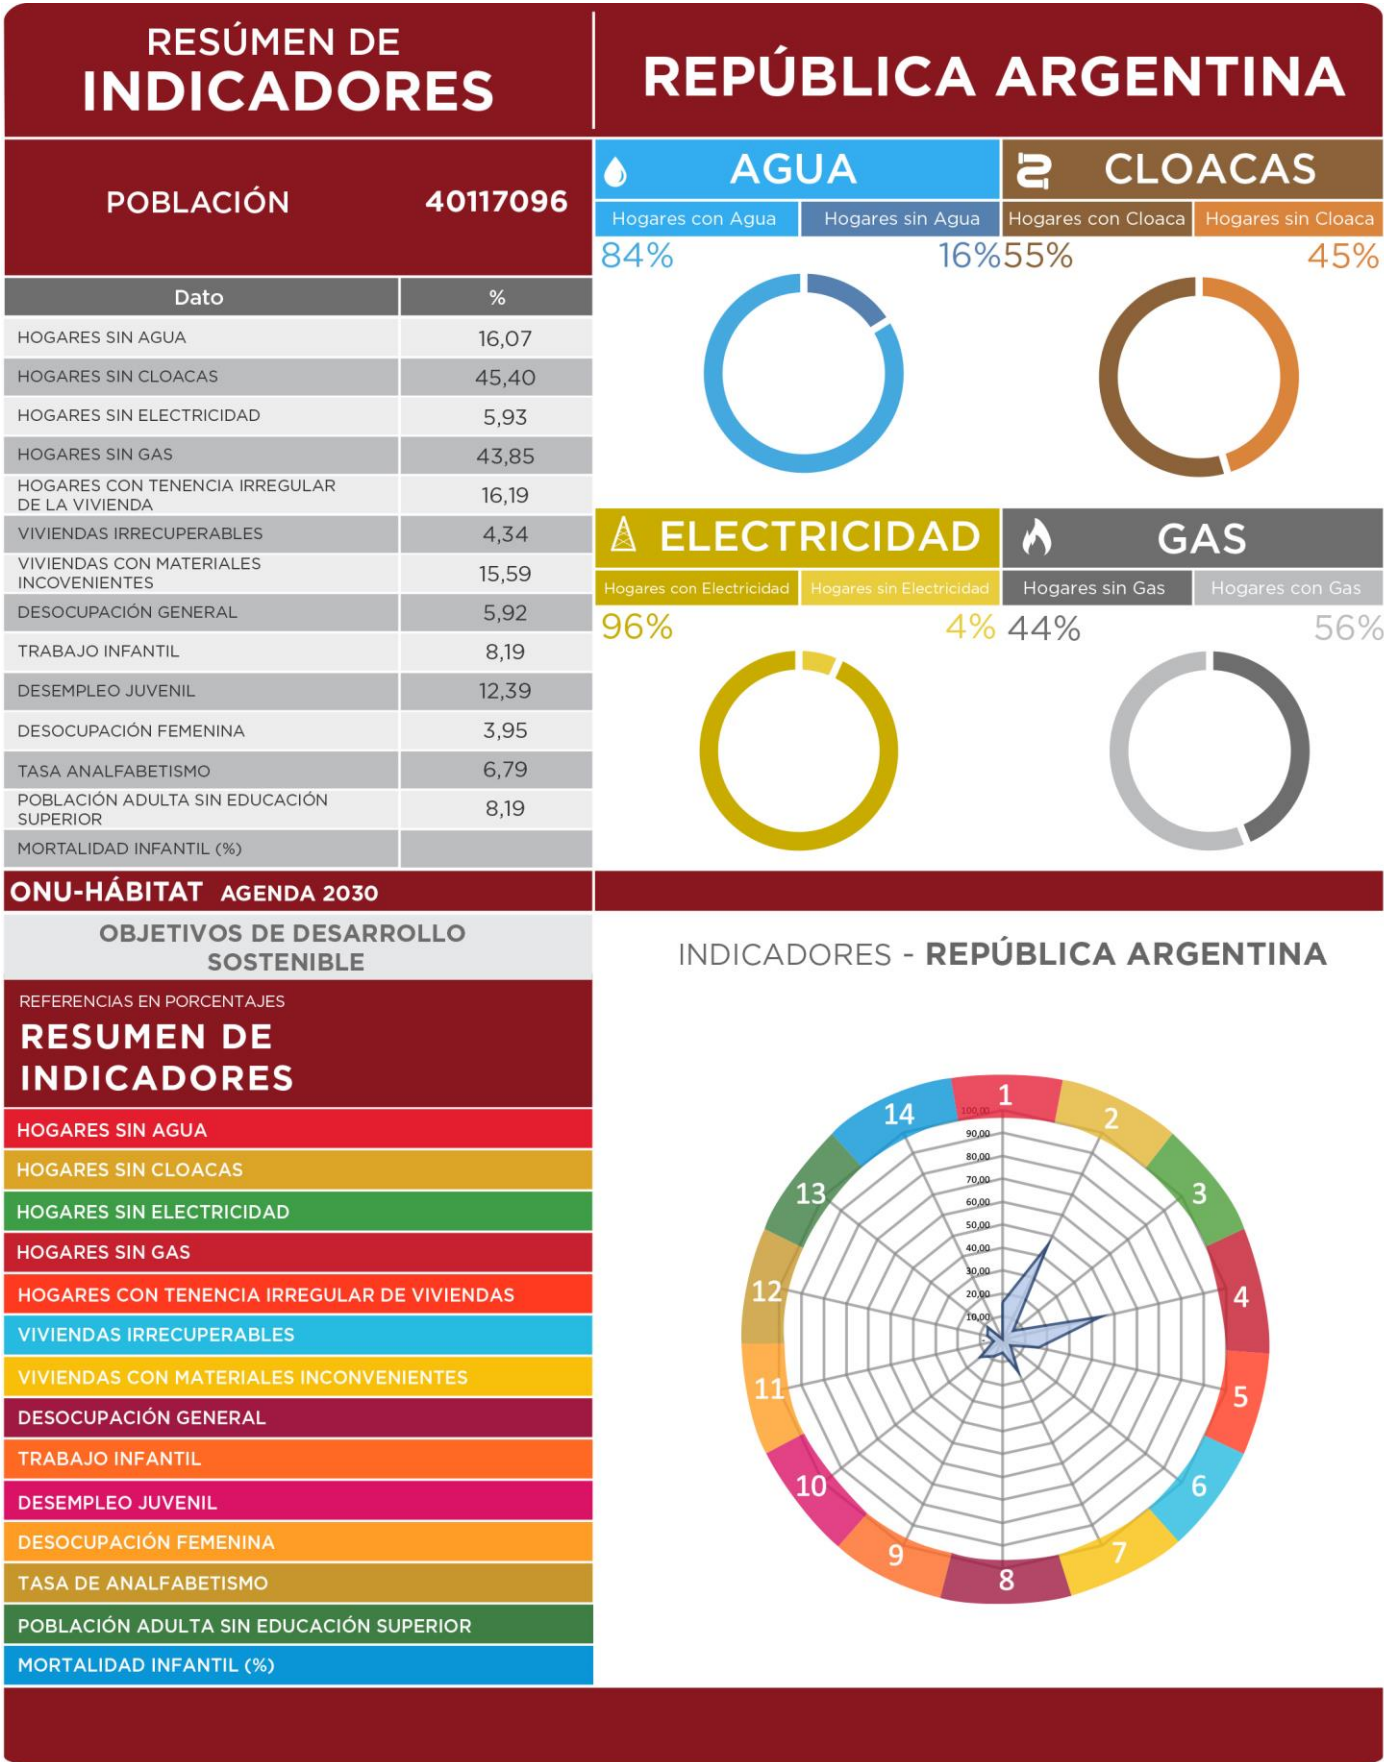 RESÚMEN DE
INDICADORES
REPÚBLICA ARGENTINA
POBLACIÓN 40117096
Dato %
HOGARES SIN AGUA 16,07
HOGARES SIN CLOACAS 45,40
HOGARES SIN ELECTRICIDAD 5,93
HOGARES SIN GAS 43,85
HOGARES CON TENENCIA IRREGULAR
DE LA VIVIENDA 16,19
VIVIENDAS IRRECUPERABLES 4,34
VIVIENDAS CON MATERIALES
INCOVENIENTES 15,59
DESOCUPACIÓN GENERAL 5,92
TRABAJO INFANTIL 8,19
DESEMPLEO JUVENIL 12,39
DESOCUPACIÓN FEMENINA 3,95
TASA ANALFABETISMO 6,79
POBLACIÓN ADULTA SIN EDUCACIÓN
SUPERIOR 8,19
MORTALIDAD INFANTIL (%)
AGUA
Hogares con Agua Hogares sin Agua
84% 16%
CLOACAS
Hogares con Cloaca Hogares sin Cloaca
55% 45%
ELECTRICIDAD
Hogares con Electricidad Hogares sin Electricidad
96% 4%
GAS
Hogares sin Gas Hogares con Gas
44% 56%
ONU-HÁBITAT AGENDA 2030
OBJETIVOS DE DESARROLLO
SOSTENIBLE
REFERENCIAS EN PORCENTAJES
RESUMEN DE
INDICADORES
HOGARES SIN AGUA
HOGARES SIN CLOACAS
HOGARES SIN ELECTRICIDAD
HOGARES SIN GAS
HOGARES CON TENENCIA IRREGULAR DE VIVIENDAS
VIVIENDAS IRRECUPERABLES
VIVIENDAS CON MATERIALES INCONVENIENTES
DESOCUPACIÓN GENERAL
TRABAJO INFANTIL
DESEMPLEO JUVENIL
DESOCUPACIÓN FEMENINA
TASA DE ANALFABETISMO
POBLACIÓN ADULTA SIN EDUCACIÓN SUPERIOR
MORTALIDAD INFANTIL (%)
INDICADORES - REPÚBLICA ARGENTINA
1
2
3
4
5
6
7
8
9
10
11
12
13
14
100,00
90,00
80,00
70,00
60,00
50,00
40,00
30,00
20,00
10,00
-